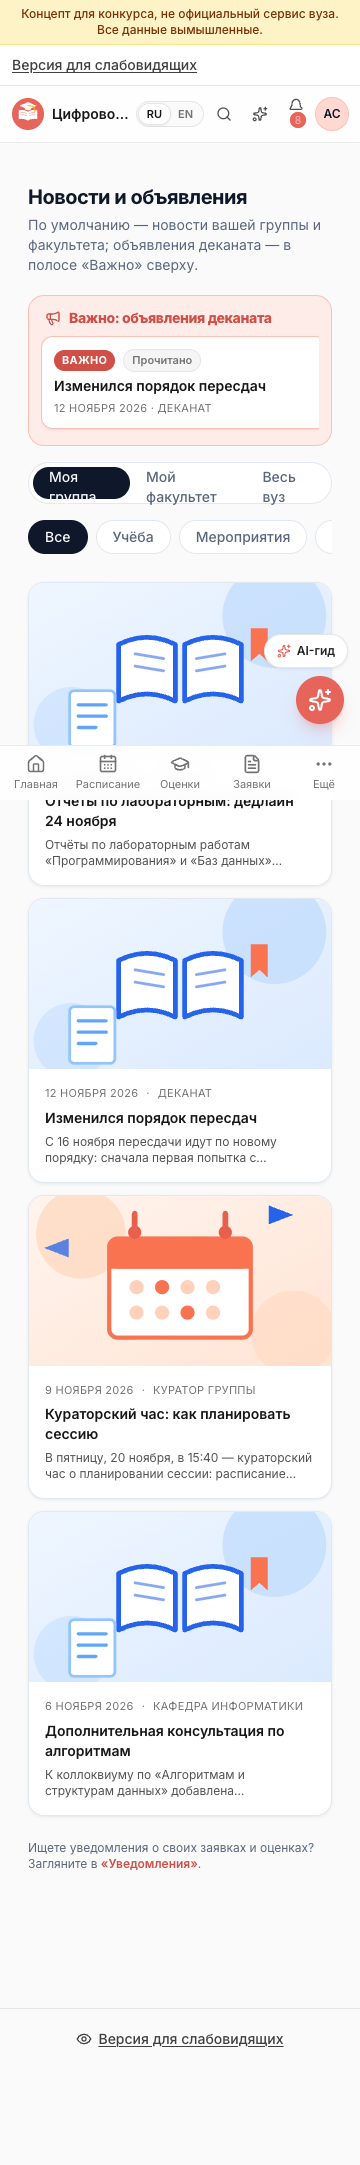 Концепт для конкурса, не официальный сервис вуза.
Все данные вымышленные.
Версия для слабовидящих
Цифрово...
RU EN
8
АС
Новости и объявления
По умолчанию — новости вашей группы и
факультета; объявления деканата — в
полосе «Важно» сверху.
Важно: объявления деканата
ВАЖНО Прочитано
Изменился порядок пересдач
12 НОЯБРЯ 2026 · ДЕКАНАТ
Моя
группа
Мой
факультет
Весь
вуз
Все Учёба Мероприятия
AI-гид
Главная Расписание Оценки Заявки Ещё
Отчёты по лабораторным: дедлайн
24 ноября
Отчёты по лабораторным работам
«Программирования» и «Баз данных»...
12 НОЯБРЯ 2026 · ДЕКАНАТ
Изменился порядок пересдач
С 16 ноября пересдачи идут по новому
порядку: сначала первая попытка с...
9 НОЯБРЯ 2026 · КУРАТОР ГРУППЫ
Кураторский час: как планировать
сессию
В пятницу, 20 ноября, в 15:40 — кураторский
час о планировании сессии: расписание...
6 НОЯБРЯ 2026 · КАФЕДРА ИНФОРМАТИКИ
Дополнительная консультация по
алгоритмам
К коллоквиуму по «Алгоритмам и
структурам данных» добавлена...
Ищете уведомления о своих заявках и оценках?
Загляните в «Уведомления».
Версия для слабовидящих